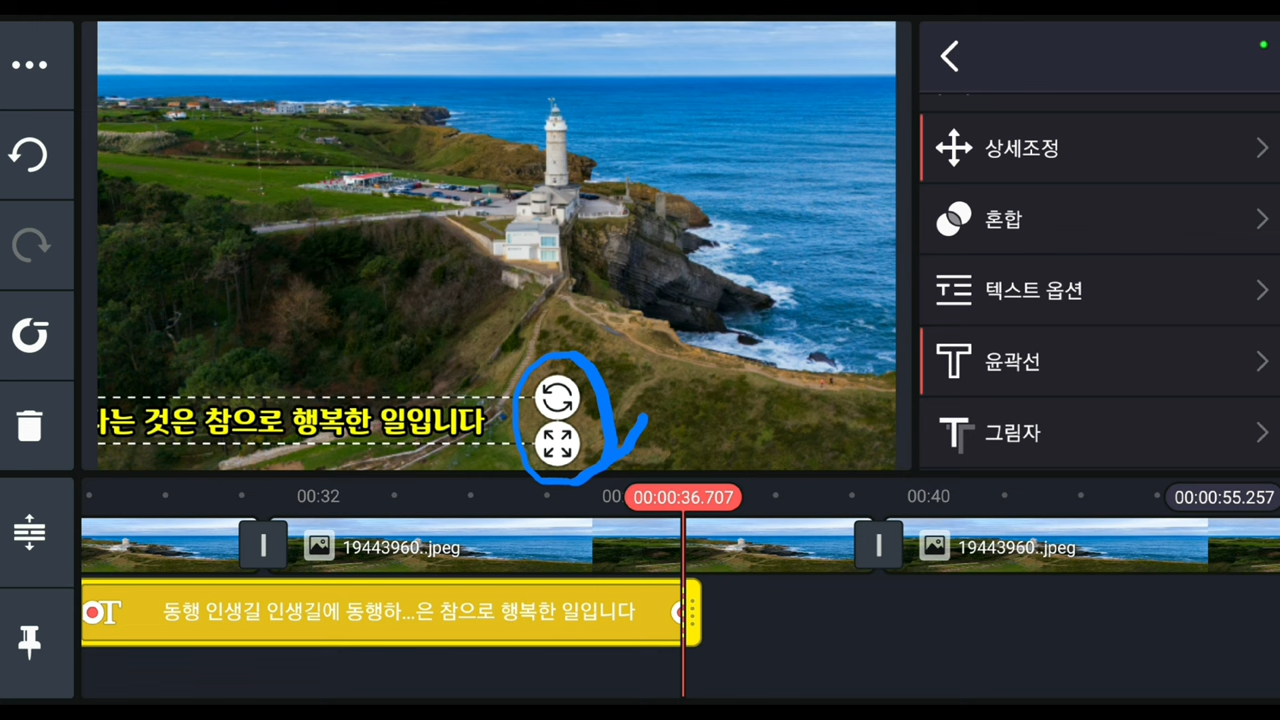 상세조정
혼합
텍스트 옵션
윤곽선
그림자
는 것은 참으로 행복한 일입니다
00:32
00
00:00:36.707
00:40
00:00:55.257
19443960..jpeg
19443960..jpeg
T
동행 인생길 인생길에 동행하...은 참으로 행복한 일입니다